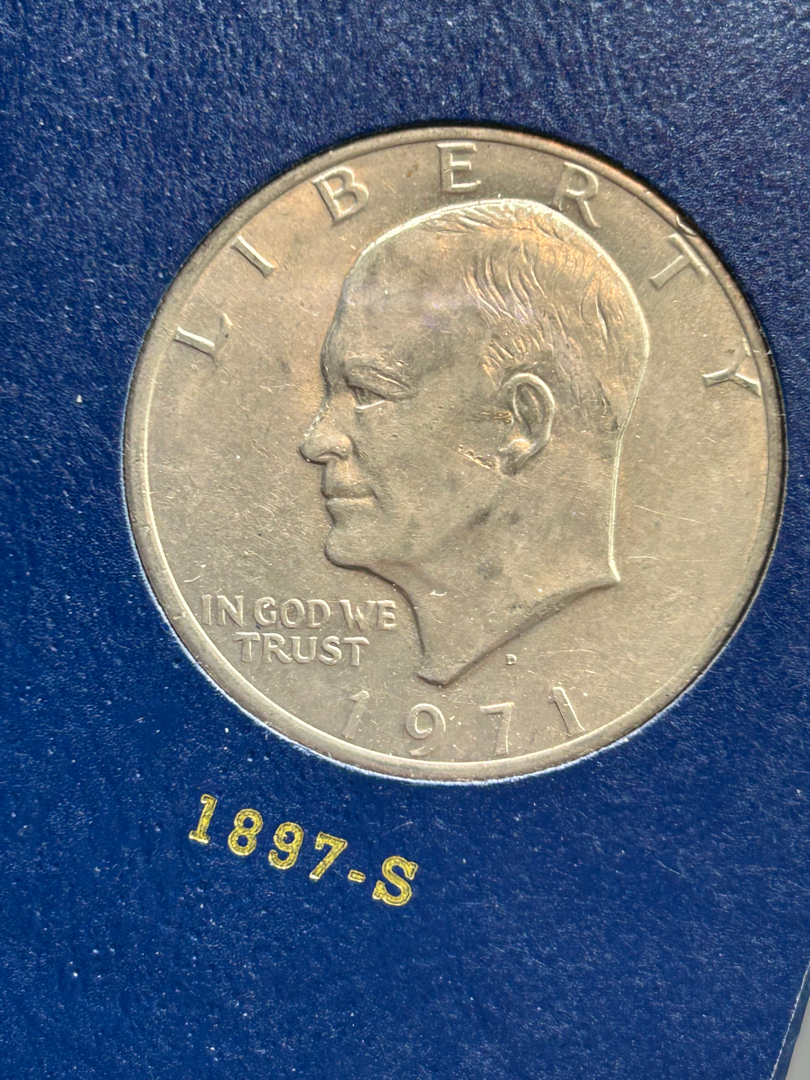 LIBERTY
IN GOD WE
TRUST
D
1971
1897-S